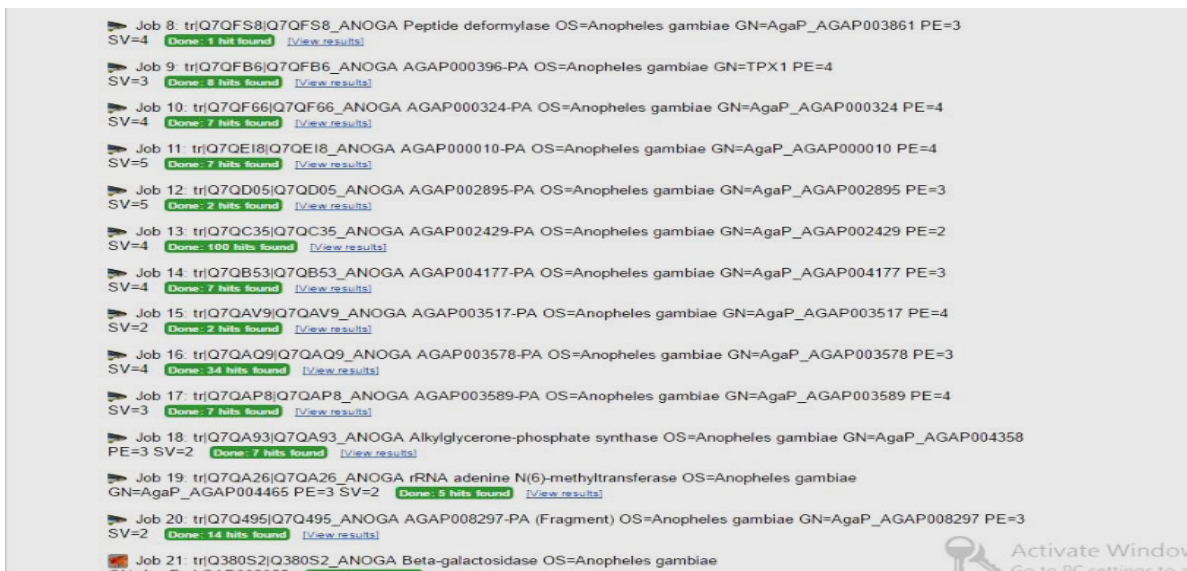 Job 8: tr|Q7QFS8|Q7QFS8_ANOGA Peptide deformylase OS=Anopheles gambiae GN=AgaP_AGAP003861 PE=3
SV=4 Done: 1 hit found [View results]
Job 9: tr|Q7QFB6|Q7QFB6_ANOGA AGAP000396-PA OS=Anopheles gambiae GN=TPX1 PE=4
SV=3 Done: 8 hits found [View results]
Job 10: tr|Q7QF66|Q7QF66_ANOGA AGAP000324-PA OS=Anopheles gambiae GN=AgaP_AGAP000324 PE=4
SV=4 Done: 7 hits found [View results]
Job 11: tr|Q7QEI8|Q7QEI8_ANOGA AGAP000010-PA OS=Anopheles gambiae GN=AgaP_AGAP000010 PE=4
SV=5 Done: 7 hits found [View results]
Job 12: tr|Q7QD05|Q7QD05_ANOGA AGAP002895-PA OS=Anopheles gambiae GN=AgaP_AGAP002895 PE=3
SV=5 Done: 2 hits found [View results]
Job 13: tr|Q7QC35|Q7QC35_ANOGA AGAP002429-PA OS=Anopheles gambiae GN=AgaP_AGAP002429 PE=2
SV=4 Done: 100 hits found [View results]
Job 14: tr|Q7QB53|Q7QB53_ANOGA AGAP004177-PA OS=Anopheles gambiae GN=AgaP_AGAP004177 PE=3
SV=4 Done: 7 hits found [View results]
Job 15: tr|Q7QAV9|Q7QAV9_ANOGA AGAP003517-PA OS=Anopheles gambiae GN=AgaP_AGAP003517 PE=4
SV=2 Done: 2 hits found [View results]
Job 16: tr|Q7QAQ9|Q7QAQ9_ANOGA AGAP003578-PA OS=Anopheles gambiae GN=AgaP_AGAP003578 PE=3
SV=4 Done: 34 hits found [View results]
Job 17: tr|Q7QAP8|Q7QAP8_ANOGA AGAP003589-PA OS=Anopheles gambiae GN=AgaP_AGAP003589 PE=4
SV=3 Done: 7 hits found [View results]
Job 18: tr|Q7QA93|Q7QA93_ANOGA Alkylglycerone-phosphate synthase OS=Anopheles gambiae GN=AgaP_AGAP004358
PE=3 SV=2 Done: 7 hits found [View results]
Job 19: tr|Q7QA26|Q7QA26_ANOGA rRNA adenine N(6)-methyltransferase OS=Anopheles gambiae
GN=AgaP_AGAP004465 PE=3 SV=2 Done: 5 hits found [View results]
Job 20: tr|Q7Q495|Q7Q495_ANOGA AGAP008297-PA (Fragment) OS=Anopheles gambiae GN=AgaP_AGAP008297 PE=3
SV=2 Done: 14 hits found [View results]
Job 21: tr|Q380S2|Q380S2_ANOGA Beta-galactosidase OS=Anopheles gambiae
Activate Window
Go to PC settings to